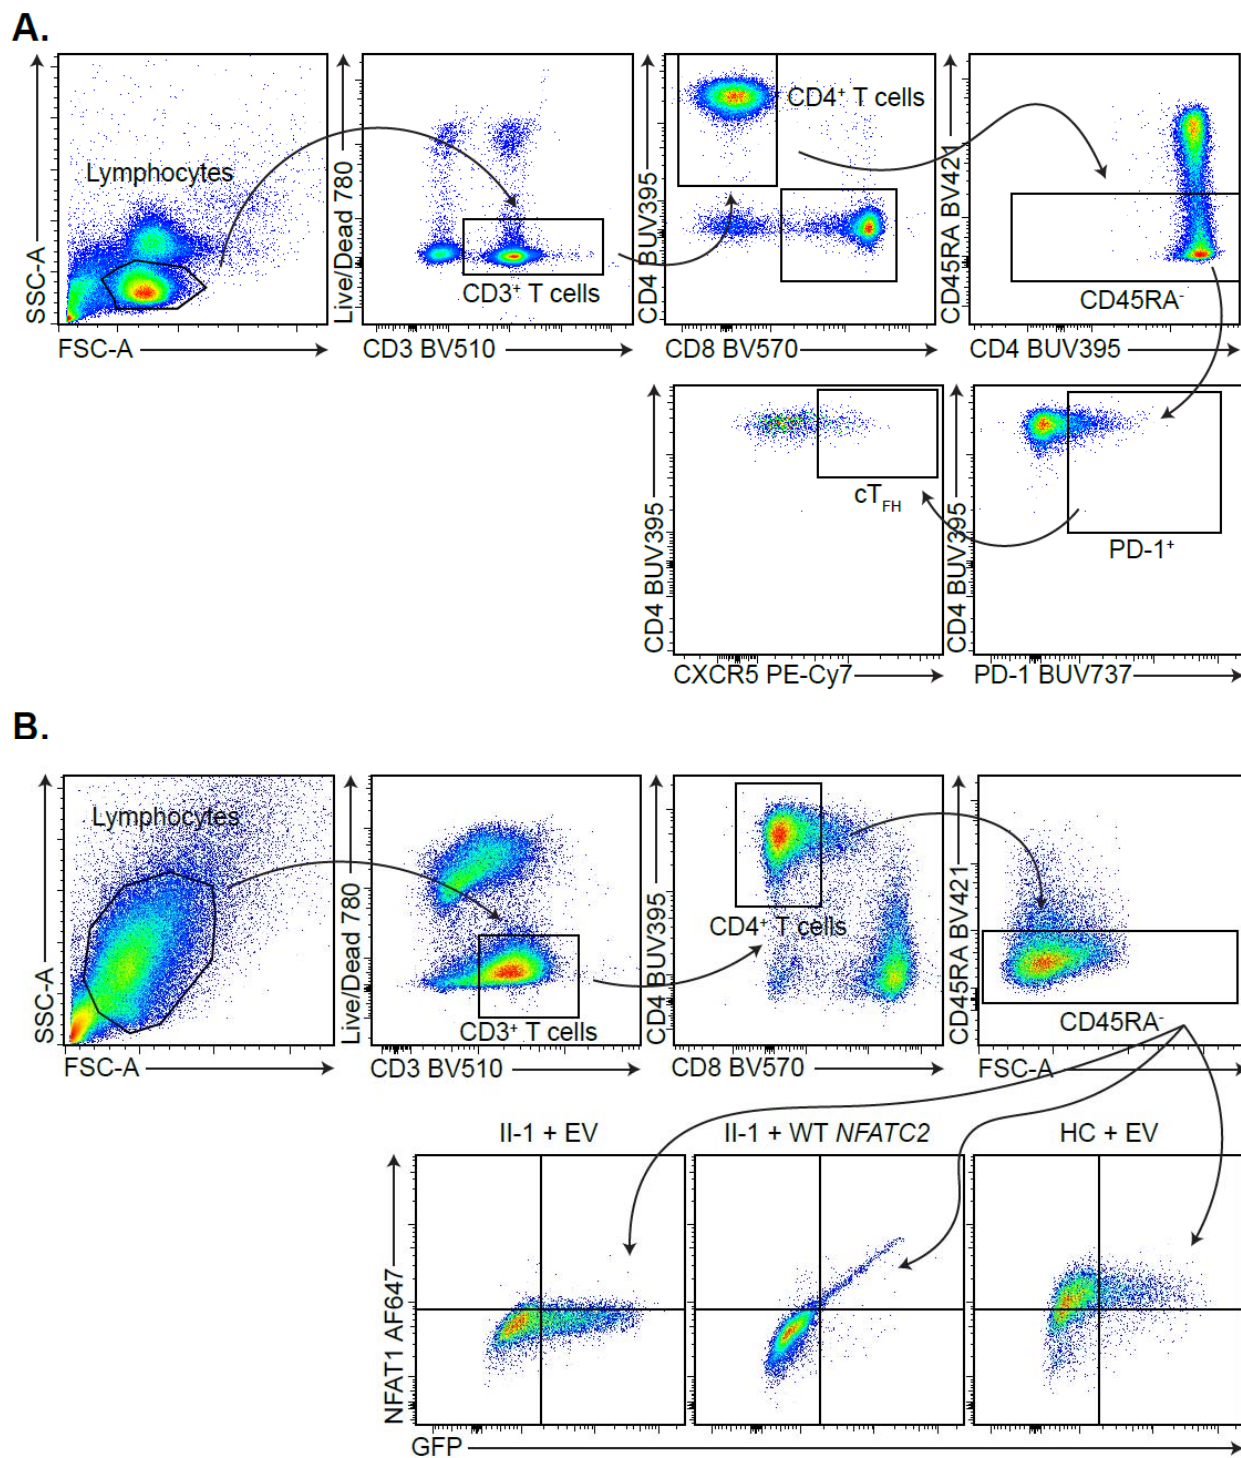 A.
Lymphocytes
SSC-A
FSC-A
Live/Dead 780
CD3⁺ T cells
CD3 BV510
CD4 BUV395
CD4⁺ T cells
CD8 BV570
CD45RA BV421
CD45RA⁻
CD4 BUV395
CD4 BUV395
cT_FH
CXCR5 PE-Cy7
CD4 BUV395
PD-1⁺
PD-1 BUV737
B.
Lymphocytes
SSC-A
FSC-A
Live/Dead 780
CD3⁺ T cells
CD3 BV510
CD4 BUV395
CD4⁺ T cells
CD8 BV570
CD45RA BV421
CD45RA⁻
FSC-A
II-1 + EV
II-1 + WT NFATC2
HC + EV
NFAT1 AF647
GFP